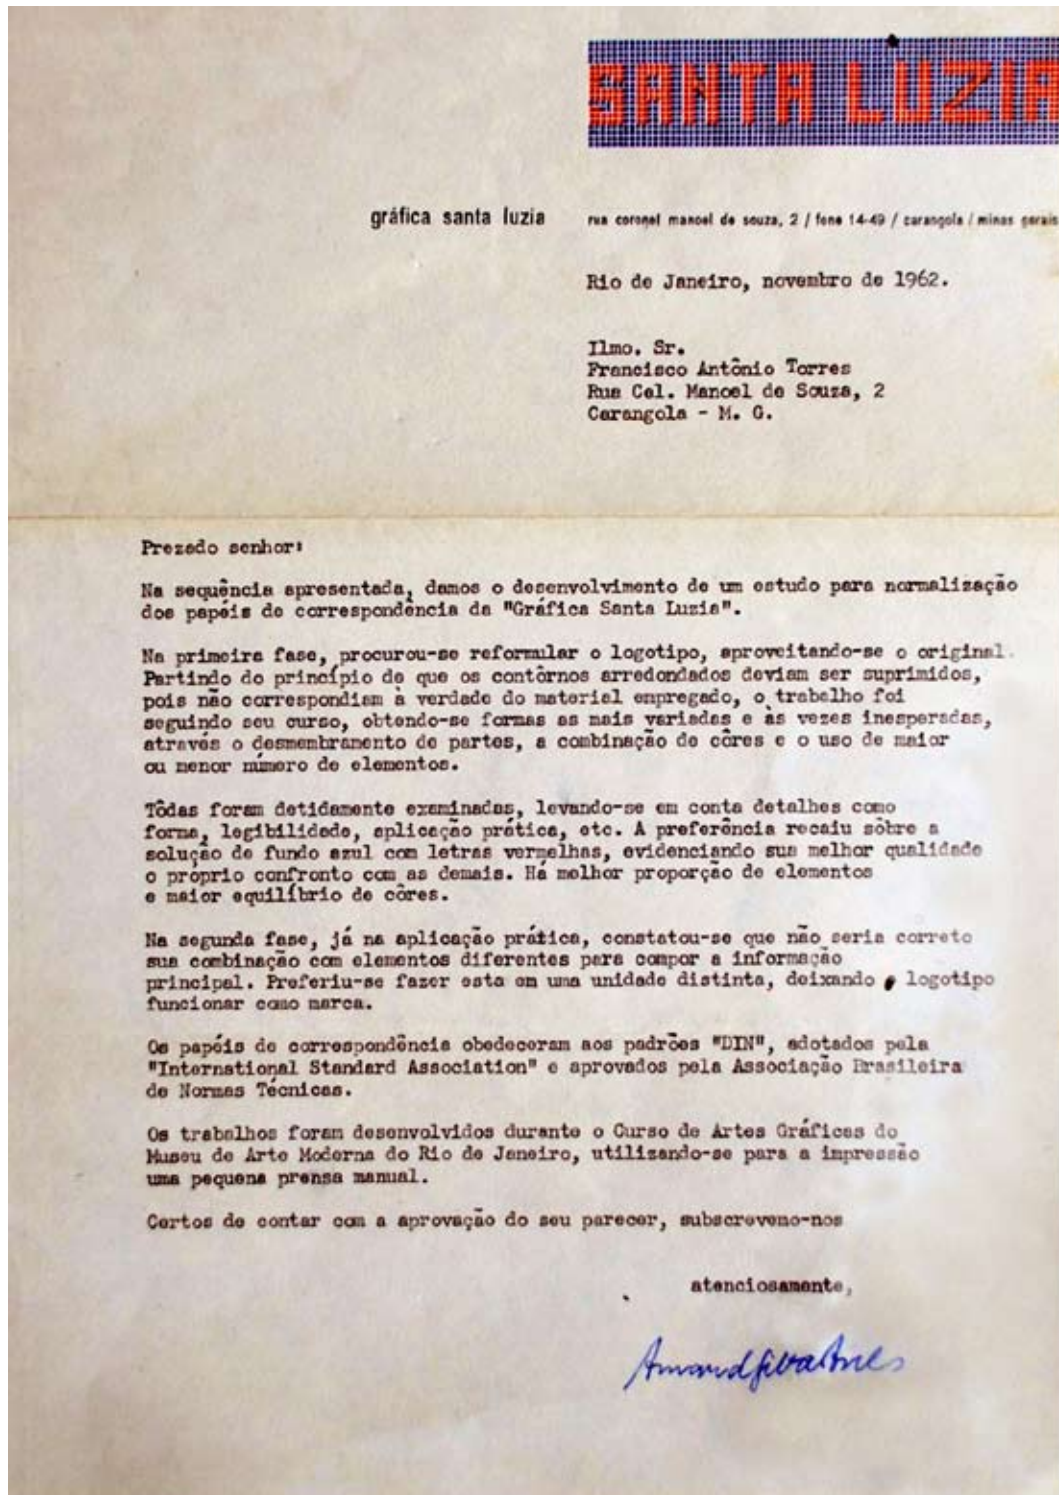 SANTA LUZIA
gráfica santa luzia
rua coronel manoel de souza, 2 / fone 14-49 / carangola / minas gerais
Rio de Janeiro, novembro de 1962.
Ilmo. Sr.
Francisco Antônio Torres
Rua Cel. Manoel de Souza, 2
Carangola - M. G.
Prezado senhor:
Na sequência apresentada, damos o desenvolvimento de um estudo para normalização
dos papéis de correspondência da "Gráfica Santa Luzia".
Na primeira fase, procurou-se reformular o logotipo, aproveitando-se o original.
Partindo do princípio de que os contôrnos arredondados deviam ser suprimidos,
pois não correspondiam à verdade do material empregado, o trabalho foi
seguindo seu curso, obtendo-se formas as mais variadas e às vezes inesperadas,
através o desmembramento de partes, a combinação de côres e o uso de maior
ou menor número de elementos.
Tôdas foram detidamente examinadas, levando-se em conta detalhes como
forma, legibilidade, aplicação prática, etc. A preferência recaiu sôbre a
solução de fundo azul com letras vermelhas, evidenciando sua melhor qualidade
o próprio confronto com as demais. Há melhor proporção de elementos
e maior equilíbrio de côres.
Na segunda fase, já na aplicação prática, constatou-se que não seria correto
sua combinação com elementos diferentes para compor a informação
principal. Preferiu-se fazer esta em uma unidade distinta, deixando o logotipo
funcionar como marca.
Os papéis de correspondência obedeceram aos padrões "DIN", adotados pela
"International Standard Association" e aprovados pela Associação Brasileira
de Normas Técnicas.
Os trabalhos foram desenvolvidos durante o Curso de Artes Gráficas do
Museu de Arte Moderna do Rio de Janeiro, utilizando-se para a impressão
uma pequena prensa manual.
Certos de contar com a aprovação do seu parecer, subscrevemo-nos
atenciosamente,